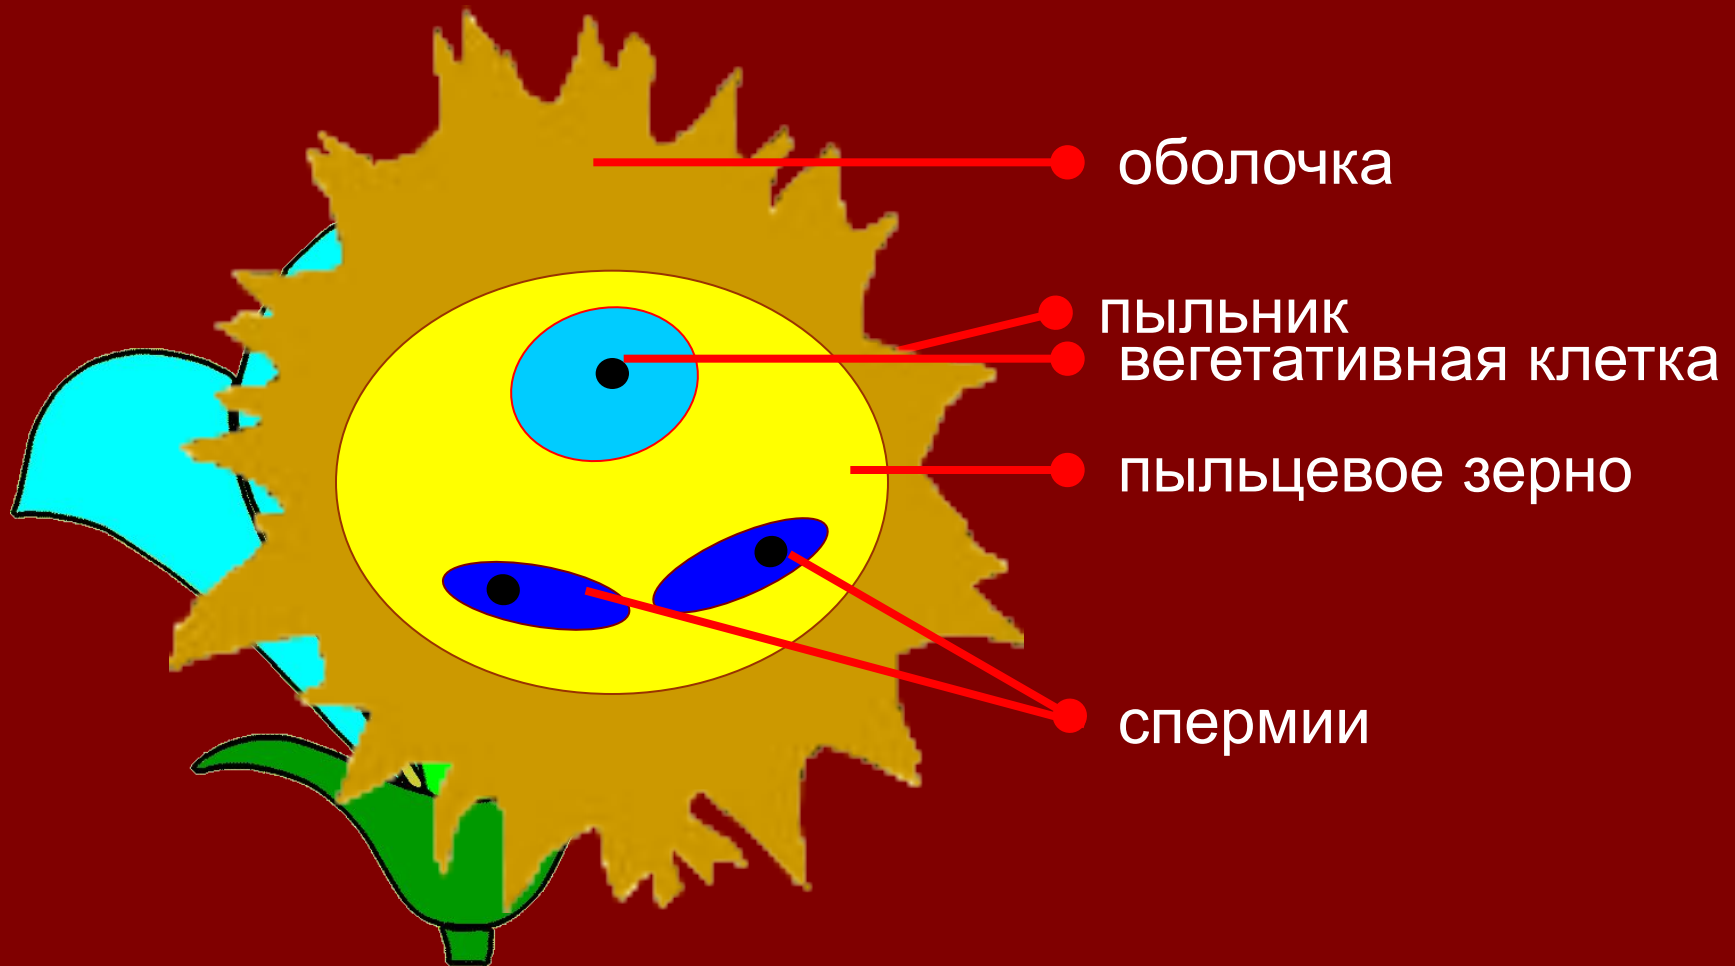 оболочка
пыльник
вегетативная клетка
пыльцевое зерно
спермии